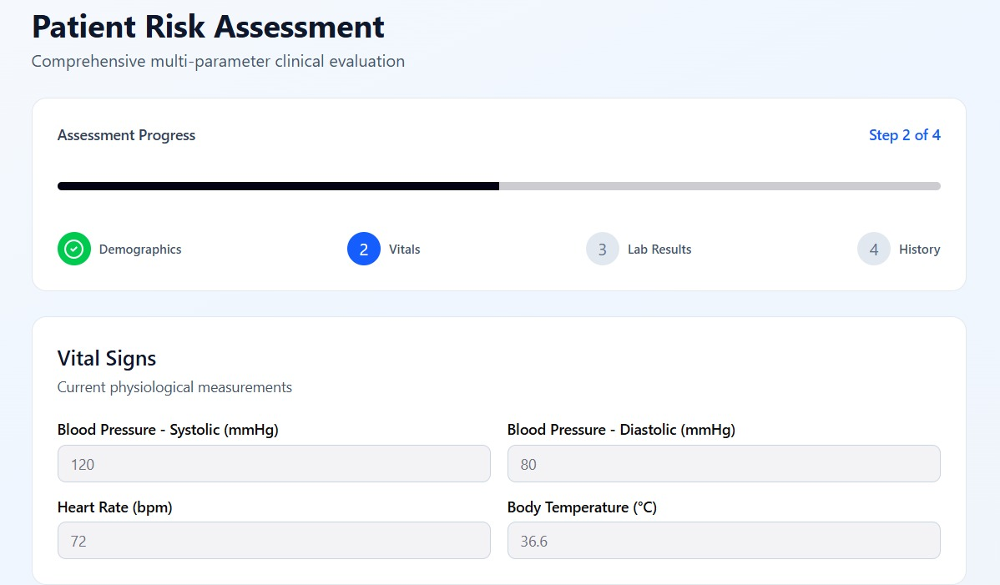 Patient Risk Assessment
Comprehensive multi-parameter clinical evaluation
Assessment Progress
Step 2 of 4
Demographics
2 Vitals
3 Lab Results
4 History
Vital Signs
Current physiological measurements
Blood Pressure - Systolic (mmHg)
Blood Pressure - Diastolic (mmHg)
120
80
Heart Rate (bpm)
Body Temperature (°C)
72
36.6